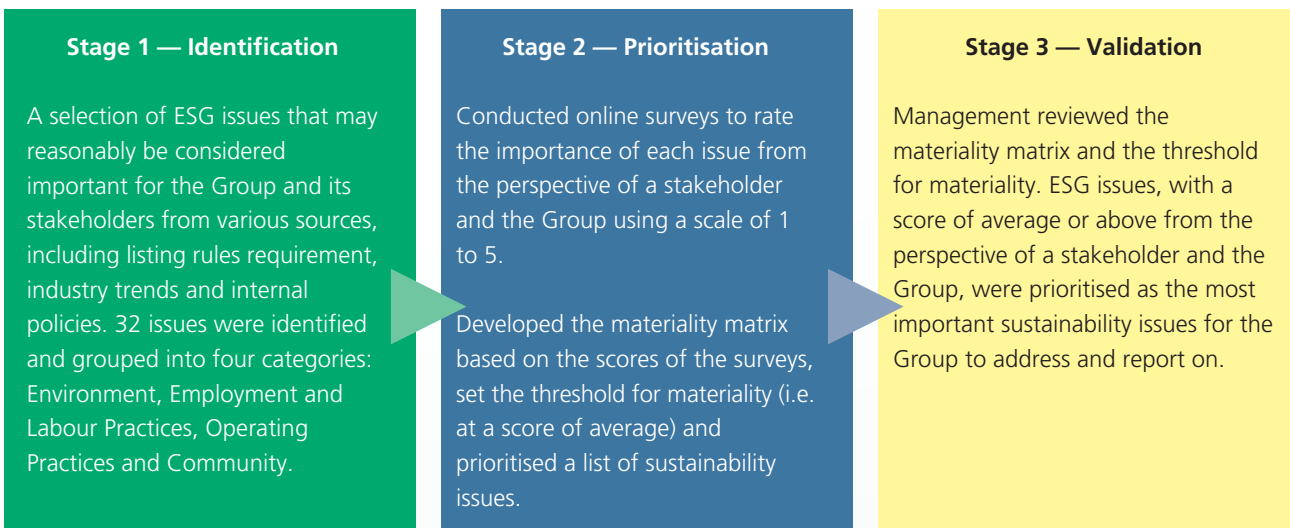 Stage 1 — Identification
A selection of ESG issues that may
reasonably be considered
important for the Group and its
stakeholders from various sources,
including listing rules requirement,
industry trends and internal
policies. 32 issues were identified
and grouped into four categories:
Environment, Employment and
Labour Practices, Operating
Practices and Community.
Stage 2 — Prioritisation
Conducted online surveys to rate
the importance of each issue from
the perspective of a stakeholder
and the Group using a scale of 1
to 5.
Developed the materiality matrix
based on the scores of the surveys,
set the threshold for materiality (i.e.
at a score of average) and
prioritised a list of sustainability
issues.
Stage 3 — Validation
Management reviewed the
materiality matrix and the threshold
for materiality. ESG issues, with a
score of average or above from the
perspective of a stakeholder and the
Group, were prioritised as the most
important sustainability issues for the
Group to address and report on.